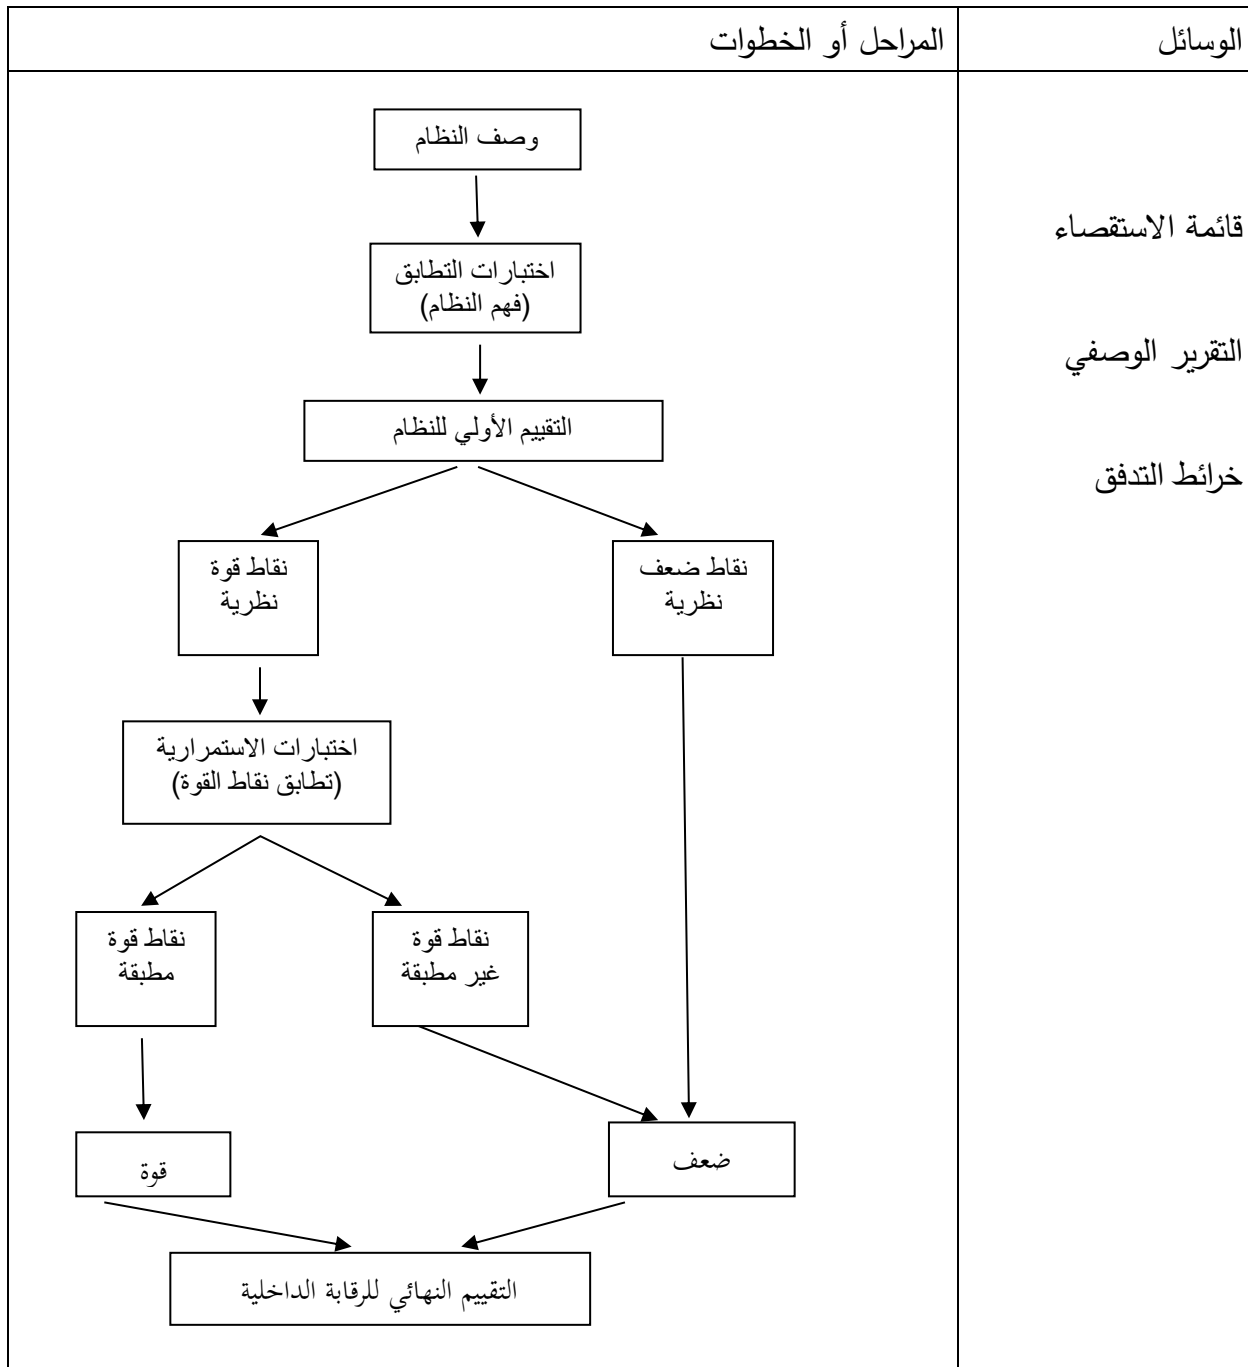 الوسائل
المراحل أو الخطوات
قائمة الاستقصاء
التقرير الوصفي
خرائط التدفق
وصف النظام
اختبارات التطابق
(فهم النظام)
التقييم الأولي للنظام
نقاط ضعف
نظرية
نقاط قوة
نظرية
اختبارات الاستمرارية
(تطابق نقاط القوة)
نقاط قوة
غير مطبقة
نقاط قوة
مطبقة
ضعف
قوة
التقييم النهائي للرقابة الداخلية